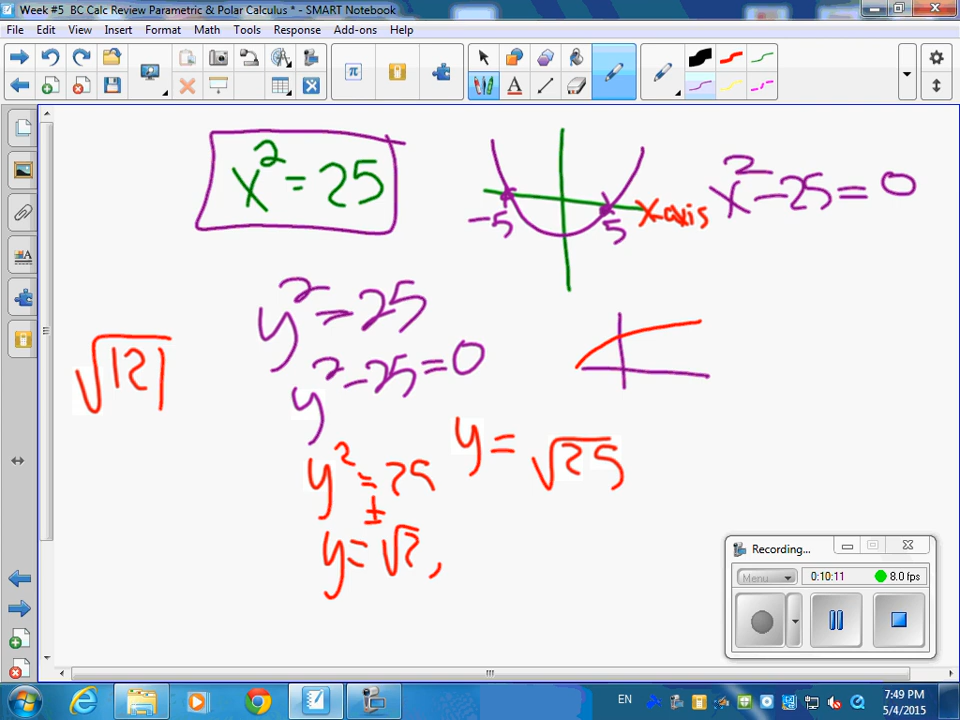 Week #5 BC Calc Review Parametric & Polar Calculus * - SMART Notebook
File Edit View Insert Format Math Tools Response Add-ons Help
x² = 25
-5 5 x axis
x² - 25 = 0
y² = 25
y² - 25 = 0
√121
y = √25
y² = 25
±
y = √2,
Recording...
Menu 0:10:11 8.0 fps
EN
7:49 PM
5/4/2015